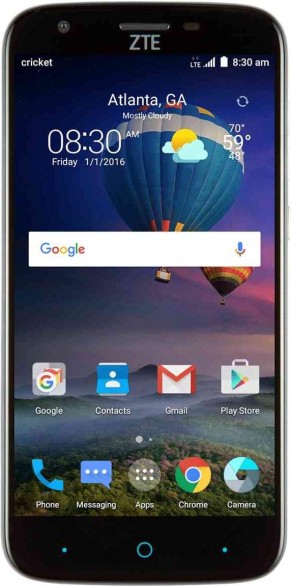 ZTE
cricket LTE 8:30 am
Atlanta, GA
Mostly Cloudy
08:30 AM
Friday 1/1/2016
70°
59°
48°
Google
Google Contacts Gmail Play Store
Phone Messaging Apps Chrome Camera